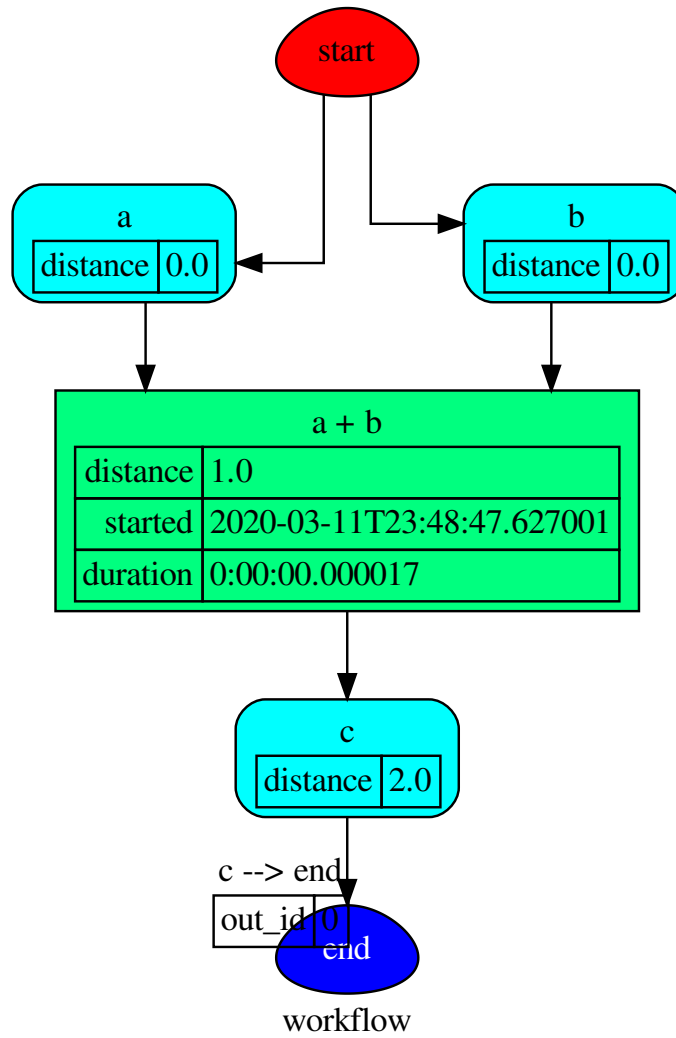 start
a
distance 0.0
b
distance 0.0
a + b
distance 1.0
started 2020-03-11T23:48:47.627001
duration 0:00:00.000017
c
distance 2.0
c --> end
out_id 0
end
workflow